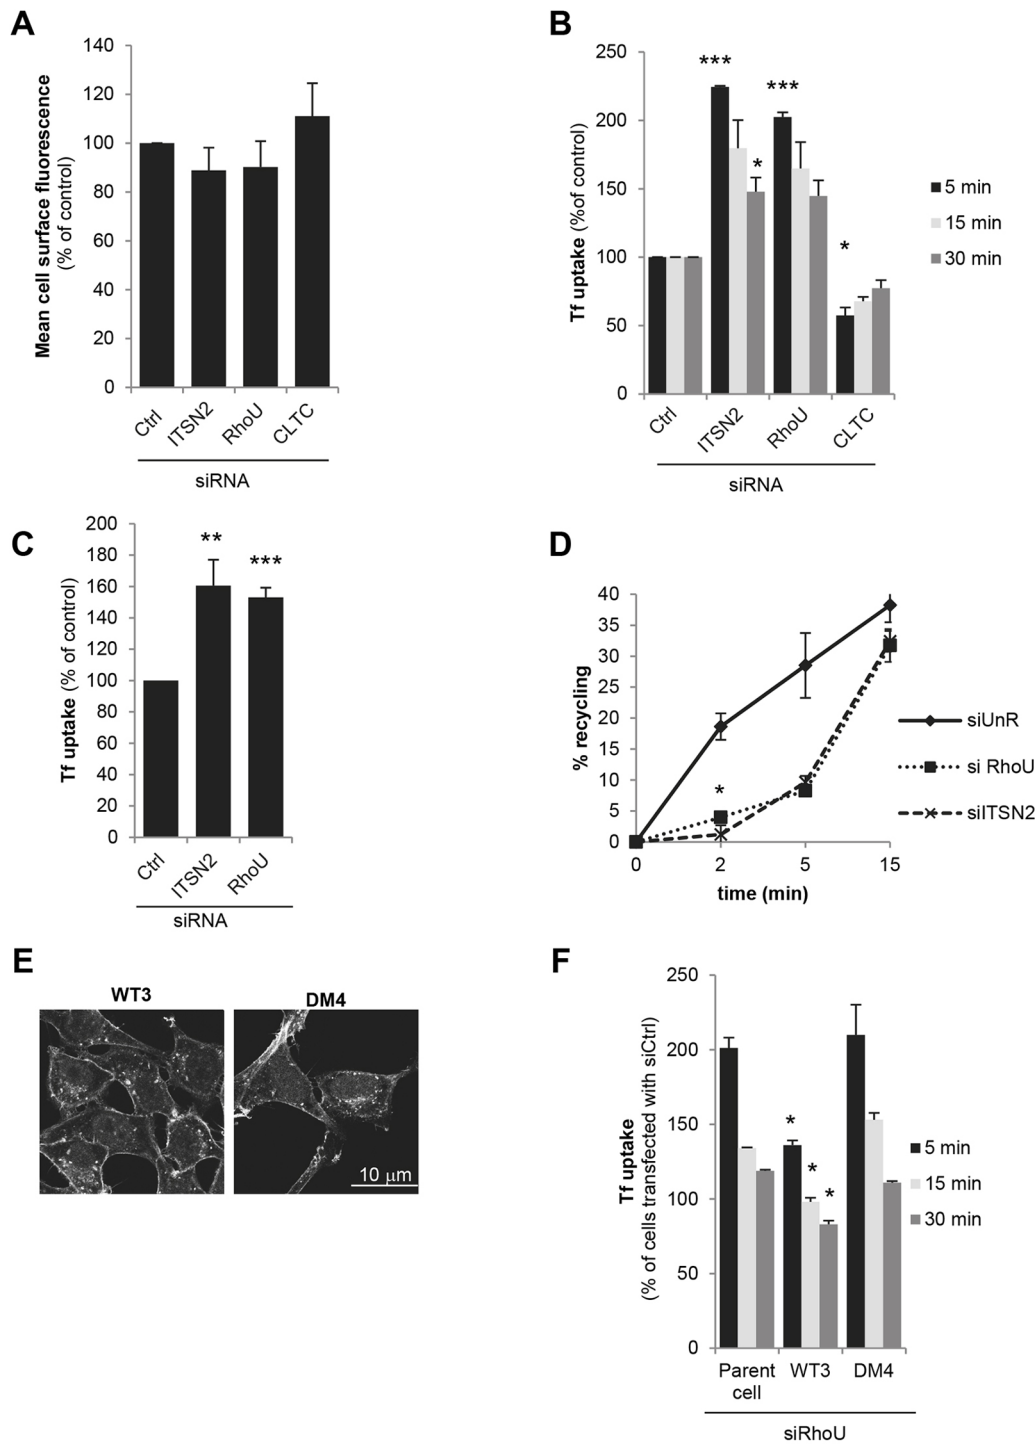 A
Mean cell surface fluorescence
(% of control)
140
120
100
80
60
40
20
0
Ctrl
ITSN2
RhoU
CLTC
siRNA
B
Tf uptake (%of control)
250
200
150
100
50
0
***
***
*
*
5 min
15 min
30 min
Ctrl
ITSN2
RhoU
CLTC
siRNA
C
Tf uptake (% of control)
200
180
160
140
120
100
80
60
40
20
0
**
***
Ctrl
ITSN2
RhoU
siRNA
D
% recycling
40
35
30
25
20
15
10
5
0
*
0
2
5
15
time (min)
siUnR
si RhoU
siITSN2
E
WT3
DM4
10 μm
F
Tf uptake
(% of cells transfected with siCtrl)
250
200
150
100
50
0
*
*
*
5 min
15 min
30 min
Parent
cell
WT3
DM4
siRhoU